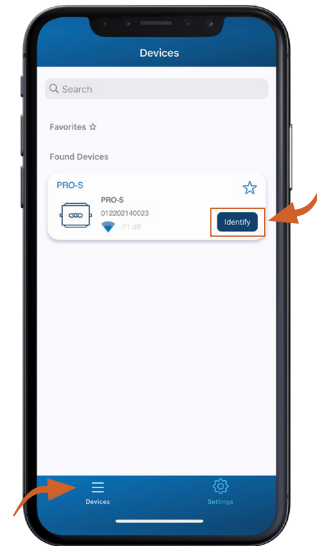 Devices
Search
Favorites ☆
Found Devices
PRO-S
PRO-S
012202140023
-71 dB
Identify
Devices
Settings